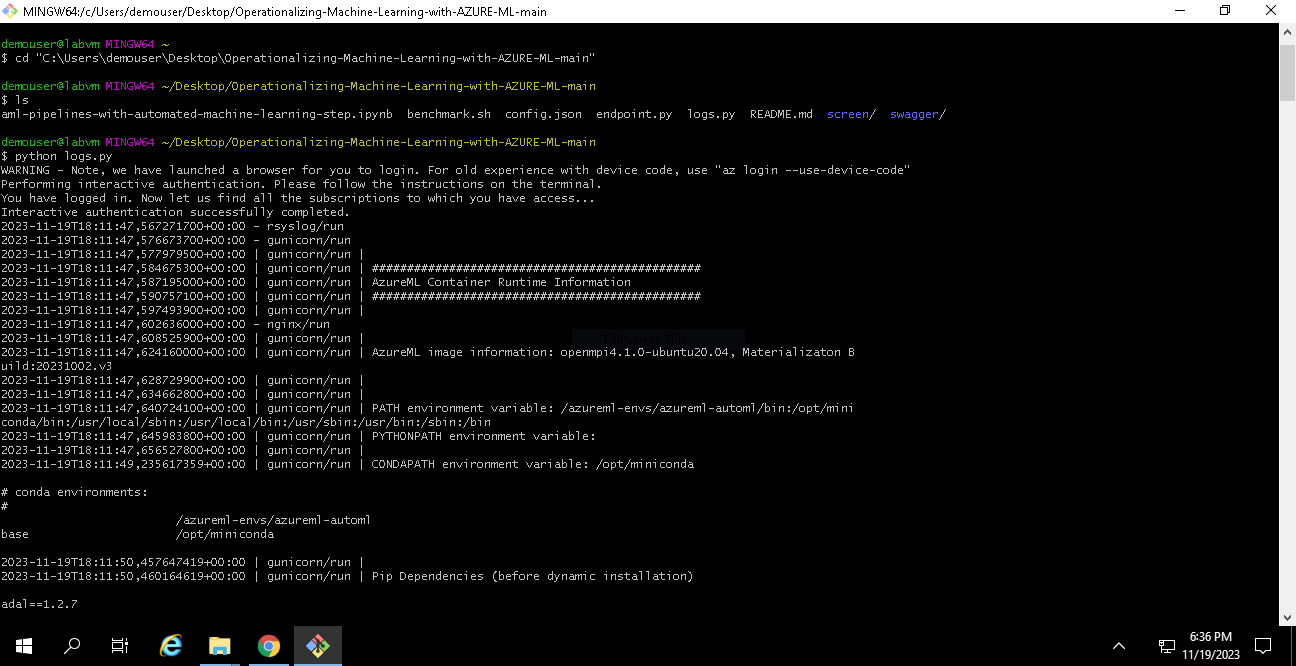 MINGW64:/c/Users/demouser/Desktop/Operationalizing-Machine-Learning-with-AZURE-ML-main
demouser@labvm MINGW64 ~
$ cd "C:\Users\demouser\Desktop\Operationalizing-Machine-Learning-with-AZURE-ML-main"
demouser@labvm MINGW64 ~/Desktop/Operationalizing-Machine-Learning-with-AZURE-ML-main
$ ls
aml-pipelines-with-automated-machine-learning-step.ipynb  benchmark.sh  config.json  endpoint.py  logs.py  README.md  screen/  swagger/
demouser@labvm MINGW64 ~/Desktop/Operationalizing-Machine-Learning-with-AZURE-ML-main
$ python logs.py
WARNING - Note, we have launched a browser for you to login. For old experience with device code, use "az login --use-device-code"
Performing interactive authentication. Please follow the instructions on the terminal.
You have logged in. Now let us find all the subscriptions to which you have access...
Interactive authentication successfully completed.
2023-11-19T18:11:47,567271700+00:00 - rsyslog/run
2023-11-19T18:11:47,576673700+00:00 - gunicorn/run
2023-11-19T18:11:47,577979500+00:00 | gunicorn/run |
2023-11-19T18:11:47,584675300+00:00 | gunicorn/run | ###############################################
2023-11-19T18:11:47,587195000+00:00 | gunicorn/run | AzureML Container Runtime Information
2023-11-19T18:11:47,590757100+00:00 | gunicorn/run | ###############################################
2023-11-19T18:11:47,597493900+00:00 | gunicorn/run |
2023-11-19T18:11:47,602636000+00:00 - nginx/run
2023-11-19T18:11:47,608525900+00:00 | gunicorn/run |
2023-11-19T18:11:47,624160000+00:00 | gunicorn/run | AzureML image information: openmpi4.1.0-ubuntu20.04, Materializaton B
uild:20231002.v3
2023-11-19T18:11:47,628729900+00:00 | gunicorn/run |
2023-11-19T18:11:47,634662800+00:00 | gunicorn/run |
2023-11-19T18:11:47,640724100+00:00 | gunicorn/run | PATH environment variable: /azureml-envs/azureml-automl/bin:/opt/mini
conda/bin:/usr/local/sbin:/usr/local/bin:/usr/sbin:/usr/bin:/sbin:/bin
2023-11-19T18:11:47,645983800+00:00 | gunicorn/run | PYTHONPATH environment variable:
2023-11-19T18:11:47,656527800+00:00 | gunicorn/run |
2023-11-19T18:11:49,235617359+00:00 | gunicorn/run | CONDAPATH environment variable: /opt/miniconda
# conda environments:
#
/azureml-envs/azureml-automl
base                     /opt/miniconda
2023-11-19T18:11:50,457647419+00:00 | gunicorn/run |
2023-11-19T18:11:50,460164619+00:00 | gunicorn/run | Pip Dependencies (before dynamic installation)
adal==1.2.7
6:36 PM
11/19/2023